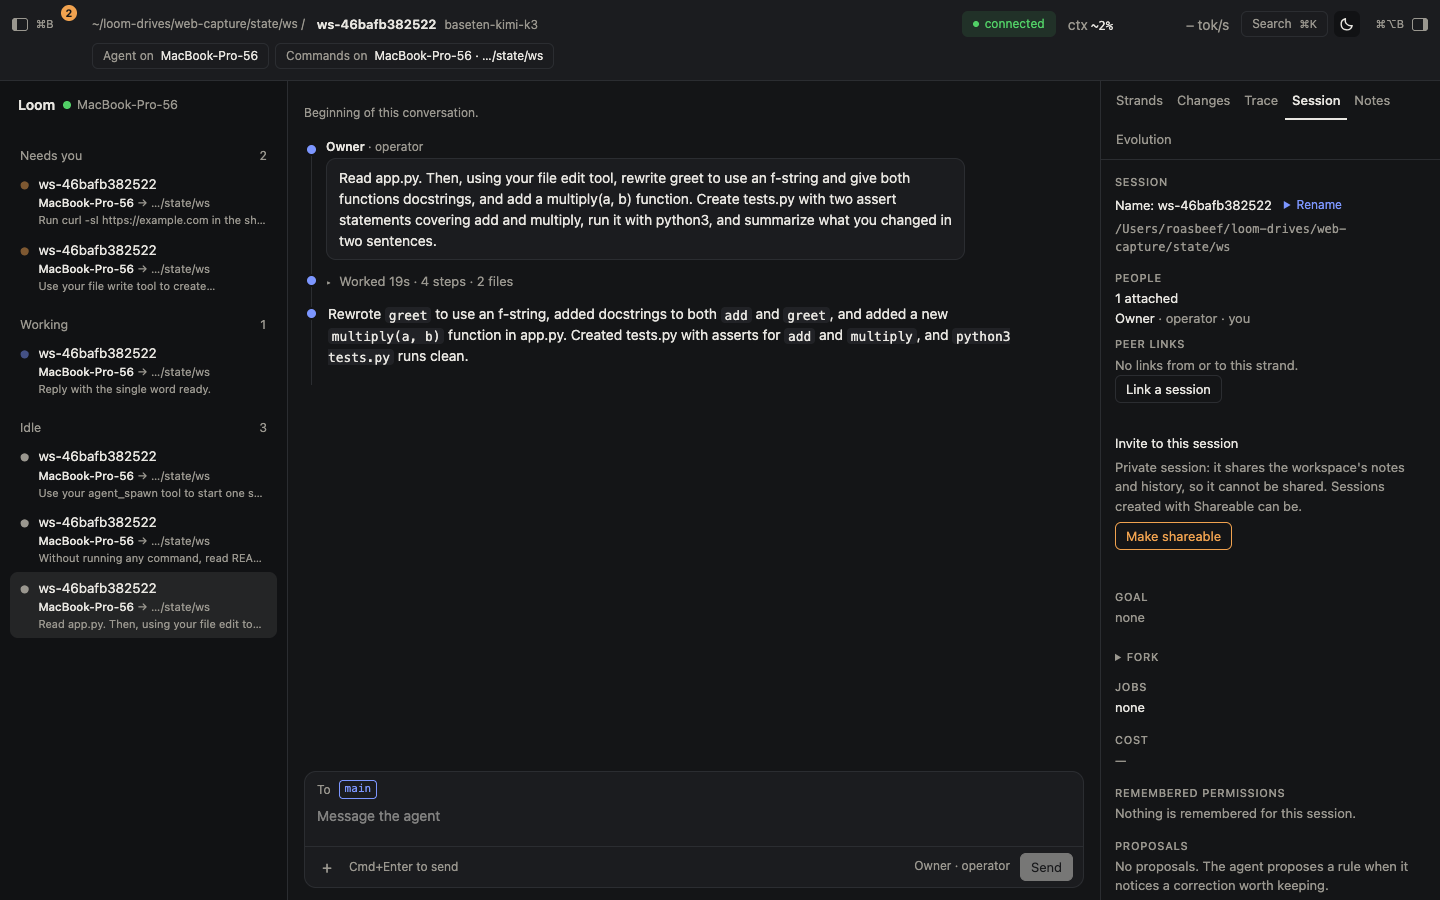 ⌘B
2
~/loom-drives/web-capture/state/ws / ws-46bafb382522 baseten-kimi-k3
connected
ctx ~2%
– tok/s
Search ⌘K
⌘⌥B
Agent on MacBook-Pro-56
Commands on MacBook-Pro-56 · …/state/ws
Loom MacBook-Pro-56
Needs you 2
ws-46bafb382522
MacBook-Pro-56 → …/state/ws
Run curl -sI https://example.com in the sh…
ws-46bafb382522
MacBook-Pro-56 → …/state/ws
Use your file write tool to create…
Working 1
ws-46bafb382522
MacBook-Pro-56 → …/state/ws
Reply with the single word ready.
Idle 3
ws-46bafb382522
MacBook-Pro-56 → …/state/ws
Use your agent_spawn tool to start one s…
ws-46bafb382522
MacBook-Pro-56 → …/state/ws
Without running any command, read REA…
ws-46bafb382522
MacBook-Pro-56 → …/state/ws
Read app.py. Then, using your file edit to…
Beginning of this conversation.
Owner · operator
Read app.py. Then, using your file edit tool, rewrite greet to use an f-string and give both
functions docstrings, and add a multiply(a, b) function. Create tests.py with two assert
statements covering add and multiply, run it with python3, and summarize what you changed in
two sentences.
Worked 19s · 4 steps · 2 files
Rewrote greet to use an f-string, added docstrings to both add and greet, and added a new
multiply(a, b) function in app.py. Created tests.py with asserts for add and multiply, and python3
tests.py runs clean.
To main
Message the agent
+ Cmd+Enter to send
Owner · operator
Send
Strands Changes Trace Session Notes
Evolution
SESSION
Name: ws-46bafb382522 ▶ Rename
/Users/roasbeef/loom-drives/web-
capture/state/ws
PEOPLE
1 attached
Owner · operator · you
PEER LINKS
No links from or to this strand.
Link a session
Invite to this session
Private session: it shares the workspace's notes
and history, so it cannot be shared. Sessions
created with Shareable can be.
Make shareable
GOAL
none
▶ FORK
JOBS
none
COST
—
REMEMBERED PERMISSIONS
Nothing is remembered for this session.
PROPOSALS
No proposals. The agent proposes a rule when it
notices a correction worth keeping.